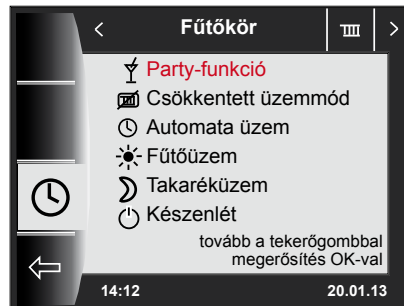 Fűtőkör
Party-funkció
Csökkentett üzemmód
Automata üzem
Fűtőüzem
Takaréküzem
Készenlét
tovább a tekerőgombbal
megerősítés OK-val
14:12 20.01.13